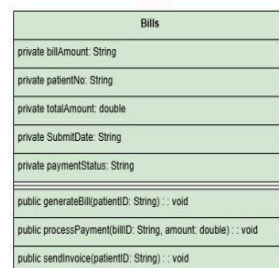 Bills
private billAmount: String
private patientNo: String
private totalAmount: double
private SubmitDate: String
private paymentStatus: String
public generateBill(patientID: String) : : void
public processPayment(billID: String, amount: double) : : void
public sendInvoice(patientID: String) : : void